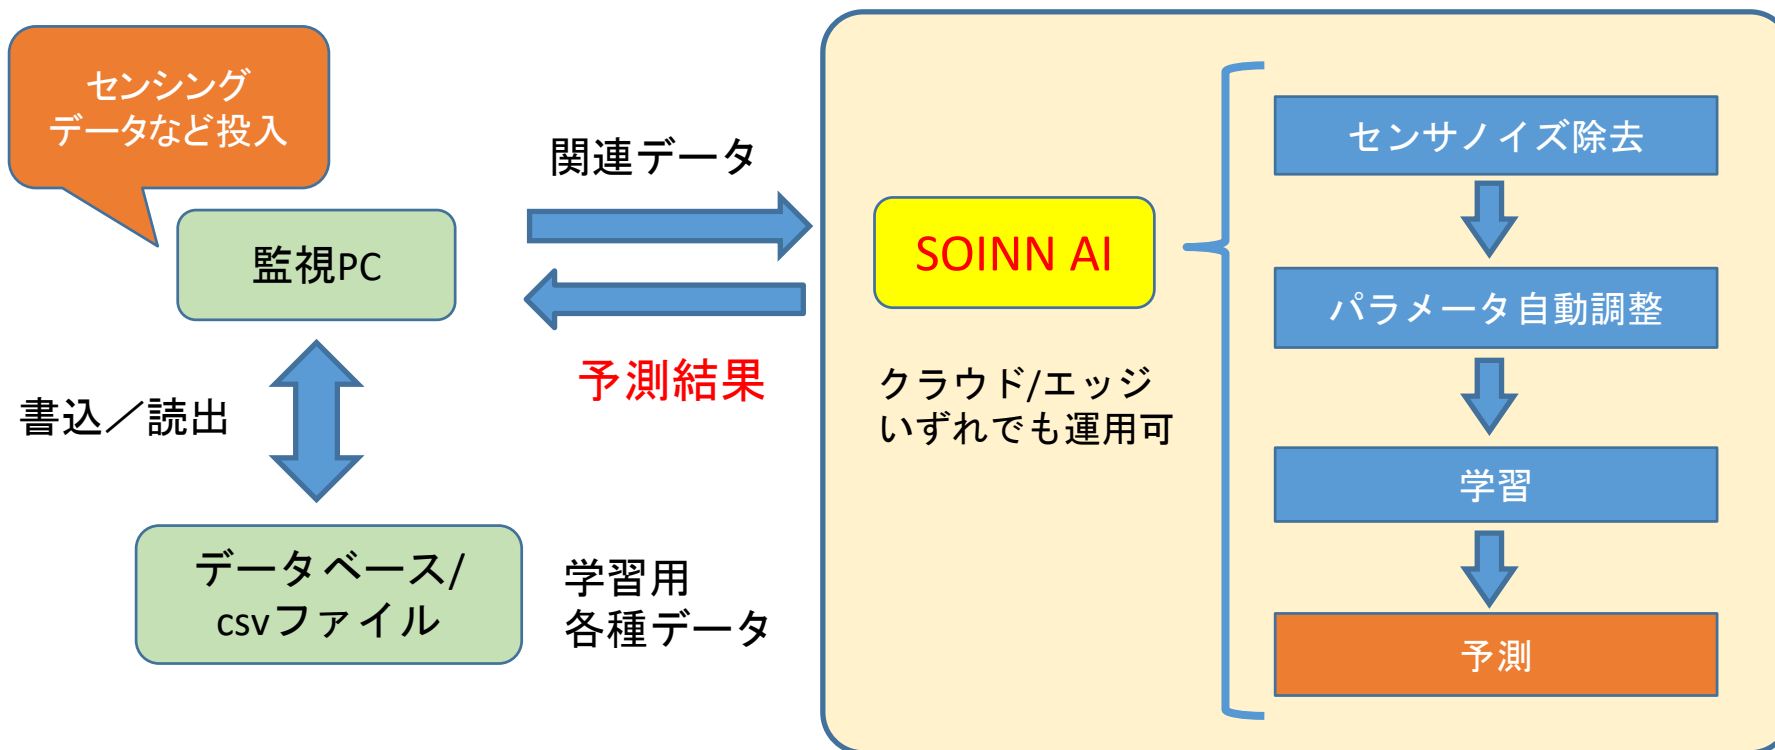 センシング
データなど投入
監視PC
書込／読出
データベース/
csvファイル
学習用
各種データ
関連データ
予測結果
SOINN AI
クラウド/エッジ
いずれでも運用可
センサノイズ除去
パラメータ自動調整
学習
予測